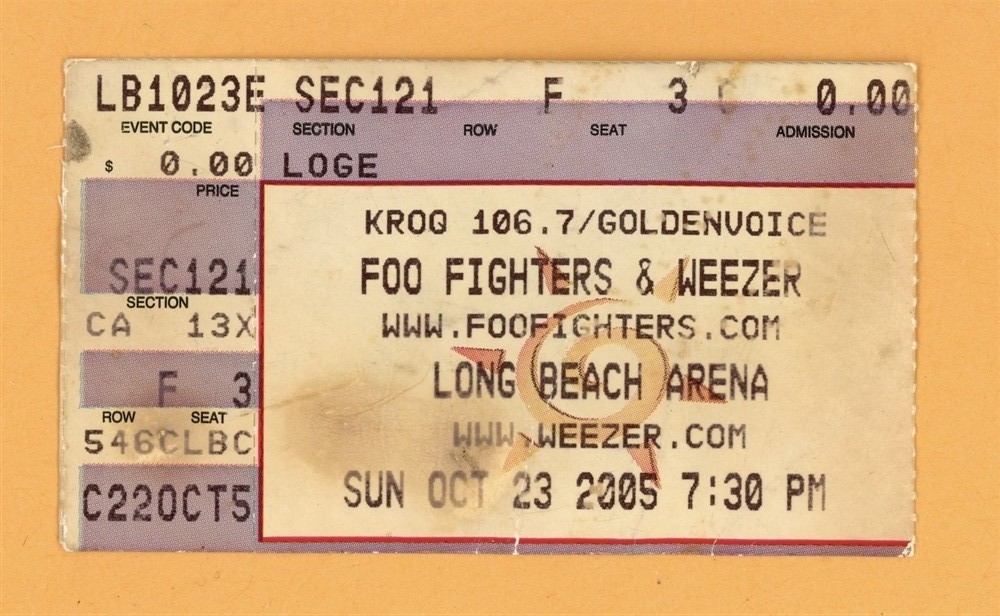 LB1023E SEC121 F 3 0.00
EVENT CODE SECTION ROW SEAT ADMISSION
$ 0.00 LOGE
PRICE
KROQ 106.7/GOLDENVOICE
SEC121 FOO FIGHTERS & WEEZER
SECTION
CA 13X WWW.FOOFIGHTERS.COM
F 3 LONG BEACH ARENA
ROW SEAT
546CLBC WWW.WEEZER.COM
C22OCT5 SUN OCT 23 2005 7:30 PM